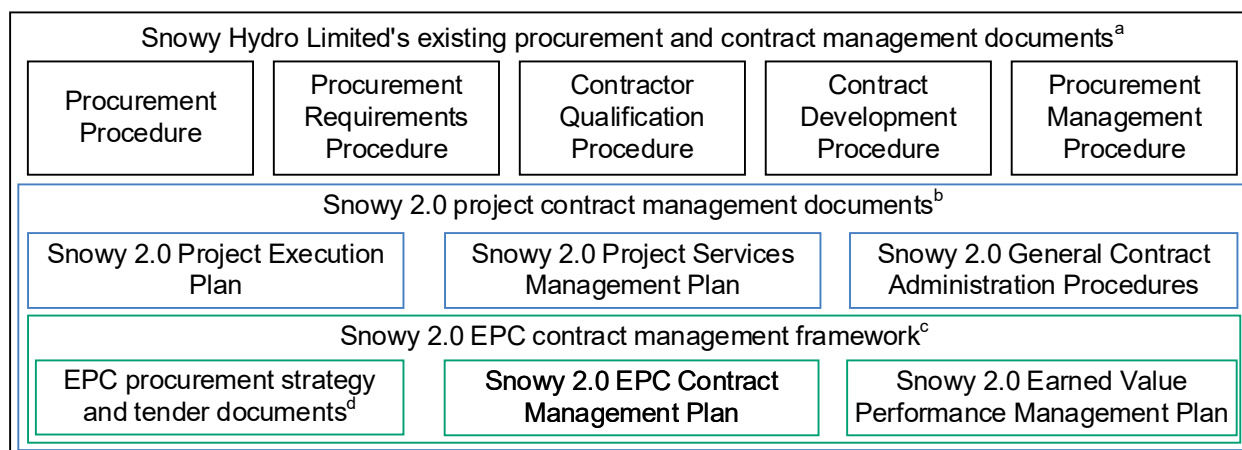 Snowy Hydro Limited's existing procurement and contract management documentsᵃ
Procurement
Procedure
Procurement
Requirements
Procedure
Contractor
Qualification
Procedure
Contract
Development
Procedure
Procurement
Management
Procedure
Snowy 2.0 project contract management documentsᵇ
Snowy 2.0 Project Execution
Plan
Snowy 2.0 Project Services
Management Plan
Snowy 2.0 General Contract
Administration Procedures
Snowy 2.0 EPC contract management frameworkᶜ
EPC procurement strategy
and tender documentsᵈ
Snowy 2.0 EPC Contract
Management Plan
Snowy 2.0 Earned Value
Performance Management Plan